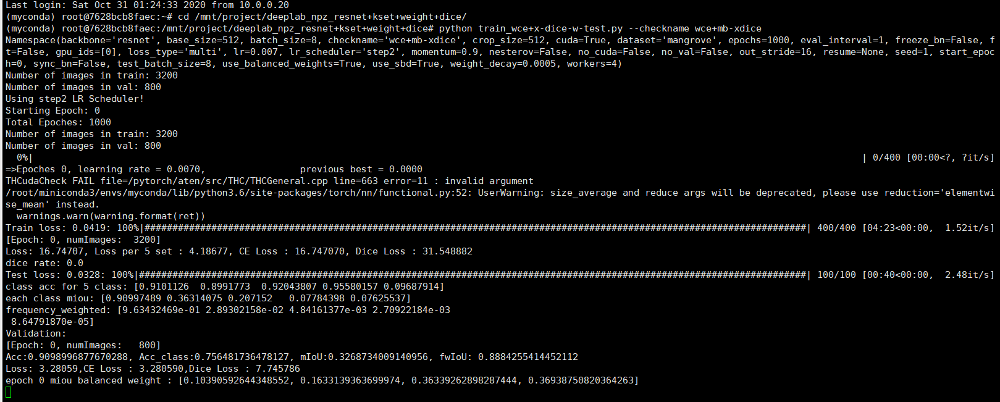 Last login: Sat Oct 31 01:24:33 2020 from 10.0.0.20
(myconda) root@7628bcb8faec:~# cd /mnt/project/deeplab_npz_resnet+kset+weight+dice/
(myconda) root@7628bcb8faec:/mnt/project/deeplab_npz_resnet+kset+weight+dice# python train_wce+x-dice-w-test.py --checkname wce+mb-xdice
Namespace(backbone='resnet', base_size=512, batch_size=8, checkname='wce+mb-xdice', crop_size=512, cuda=True, dataset='mangrove', epochs=1000, eval_interval=1, freeze_bn=False, f
t=False, gpu_ids=[0], loss_type='multi', lr=0.007, lr_scheduler='step2', momentum=0.9, nesterov=False, no_cuda=False, no_val=False, out_stride=16, resume=None, seed=1, start_epoc
h=0, sync_bn=False, test_batch_size=8, use_balanced_weights=True, use_sbd=True, weight_decay=0.0005, workers=4)
Number of images in train: 3200
Number of images in val: 800
Using step2 LR Scheduler!
Starting Epoch: 0
Total Epoches: 1000
Number of images in train: 3200
Number of images in val: 800
  0%|                                                                 | 0/400 [00:00<?, ?it/s]
=>Epoches 0, learning rate = 0.0070,                 previous best = 0.0000
THCudaCheck FAIL file=/pytorch/aten/src/THC/THCGeneral.cpp line=663 error=11 : invalid argument
/root/miniconda3/envs/myconda/lib/python3.6/site-packages/torch/nn/functional.py:52: UserWarning: size_average and reduce args will be deprecated, please use reduction='elementwi
se_mean' instead.
  warnings.warn(warning.format(ret))
Train loss: 0.0419: 100%|#######################################################################################################################| 400/400 [04:23<00:00,  1.52it/s]
[Epoch: 0, numImages:  3200]
Loss: 16.74707, Loss per 5 set : 4.18677, CE Loss : 16.747070, Dice Loss : 31.548882
dice rate: 0.0
Test loss: 0.0328: 100%|########################################################################################################################| 100/100 [00:40<00:00,  2.48it/s]
class acc for 5 class: [0.9101126  0.8991773  0.92043807 0.95580157 0.09687914]
each class miou: [0.90997489 0.36314075 0.207152   0.07784398 0.07625537]
frequency_weighted: [9.63432469e-01 2.89302158e-02 4.84161377e-03 2.70922184e-03
 8.64791870e-05]
Validation:
[Epoch: 0, numImages:   800]
Acc:0.9098996877670288, Acc_class:0.756481736478127, mIoU:0.3268734009140956, fwIoU: 0.8884255414452112
Loss: 3.28059,CE Loss : 3.280590,Dice Loss : 7.745786
epoch 0 miou balanced weight : [0.10390592644348552, 0.1633139363699974, 0.36339262898287444, 0.36938750820364263]